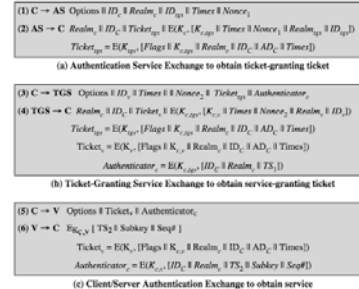 (1) C → AS Options || ID_c || Realm_c || ID_tgs || Times || Nonce_1
(2) AS → C Realm_c || ID_C || Ticket_tgs || E(K_c, [K_c,tgs || Times || Nonce_1 || Realm_tgs || ID_tgs])
Ticket_tgs = E(K_tgs, [Flags || K_c,tgs || Realm_c || ID_C || AD_C || Times])
(a) Authentication Service Exchange to obtain ticket-granting ticket
(3) C → TGS Options || ID_v || Times || Nonce_2 || Ticket_tgs || Authenticator_c
(4) TGS → C Realm_c || ID_C || Ticket_v || E(K_c,tgs, [K_c,v || Times || Nonce_2 || Realm_v || ID_v])
Ticket_tgs = E(K_tgs, [Flags || K_c,tgs || Realm_c || ID_C || AD_C || Times])
Ticket_v = E(K_v, [Flags || K_c,v || Realm_c || ID_C || AD_C || Times])
Authenticator_c = E(K_c,tgs, [ID_C || Realm_c || TS_1])
(b) Ticket-Granting Service Exchange to obtain service-granting ticket
(5) C → V Options || Ticket_v || Authenticator_c
(6) V → C E_K_C,V [ TS_2 || Subkey || Seq# ]
Ticket_v = E(K_v, [Flags || K_c,v || Realm_c || ID_C || AD_C || Times])
Authenticator_c = E(K_c,v, [ID_C || Realm_c || TS_2 || Subkey || Seq#])
(c) Client/Server Authentication Exchange to obtain service